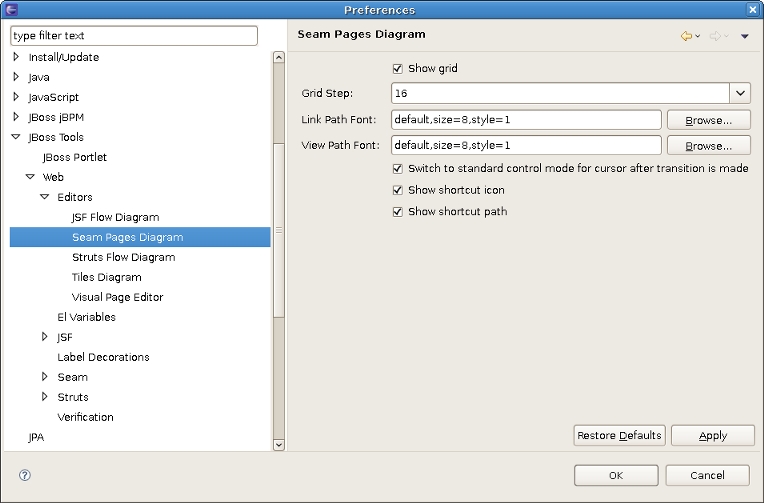 Preferences
type filter text
Install/Update
Java
JavaScript
JBoss jBPM
JBoss Tools
JBoss Portlet
Web
Editors
JSF Flow Diagram
Seam Pages Diagram
Struts Flow Diagram
Tiles Diagram
Visual Page Editor
El Variables
JSF
Label Decorations
Seam
Struts
Verification
JPA
Seam Pages Diagram
Show grid
Grid Step: 16
Link Path Font: default,size=8,style=1 Browse...
View Path Font: default,size=8,style=1 Browse...
Switch to standard control mode for cursor after transition is made
Show shortcut icon
Show shortcut path
Restore Defaults Apply
? OK Cancel